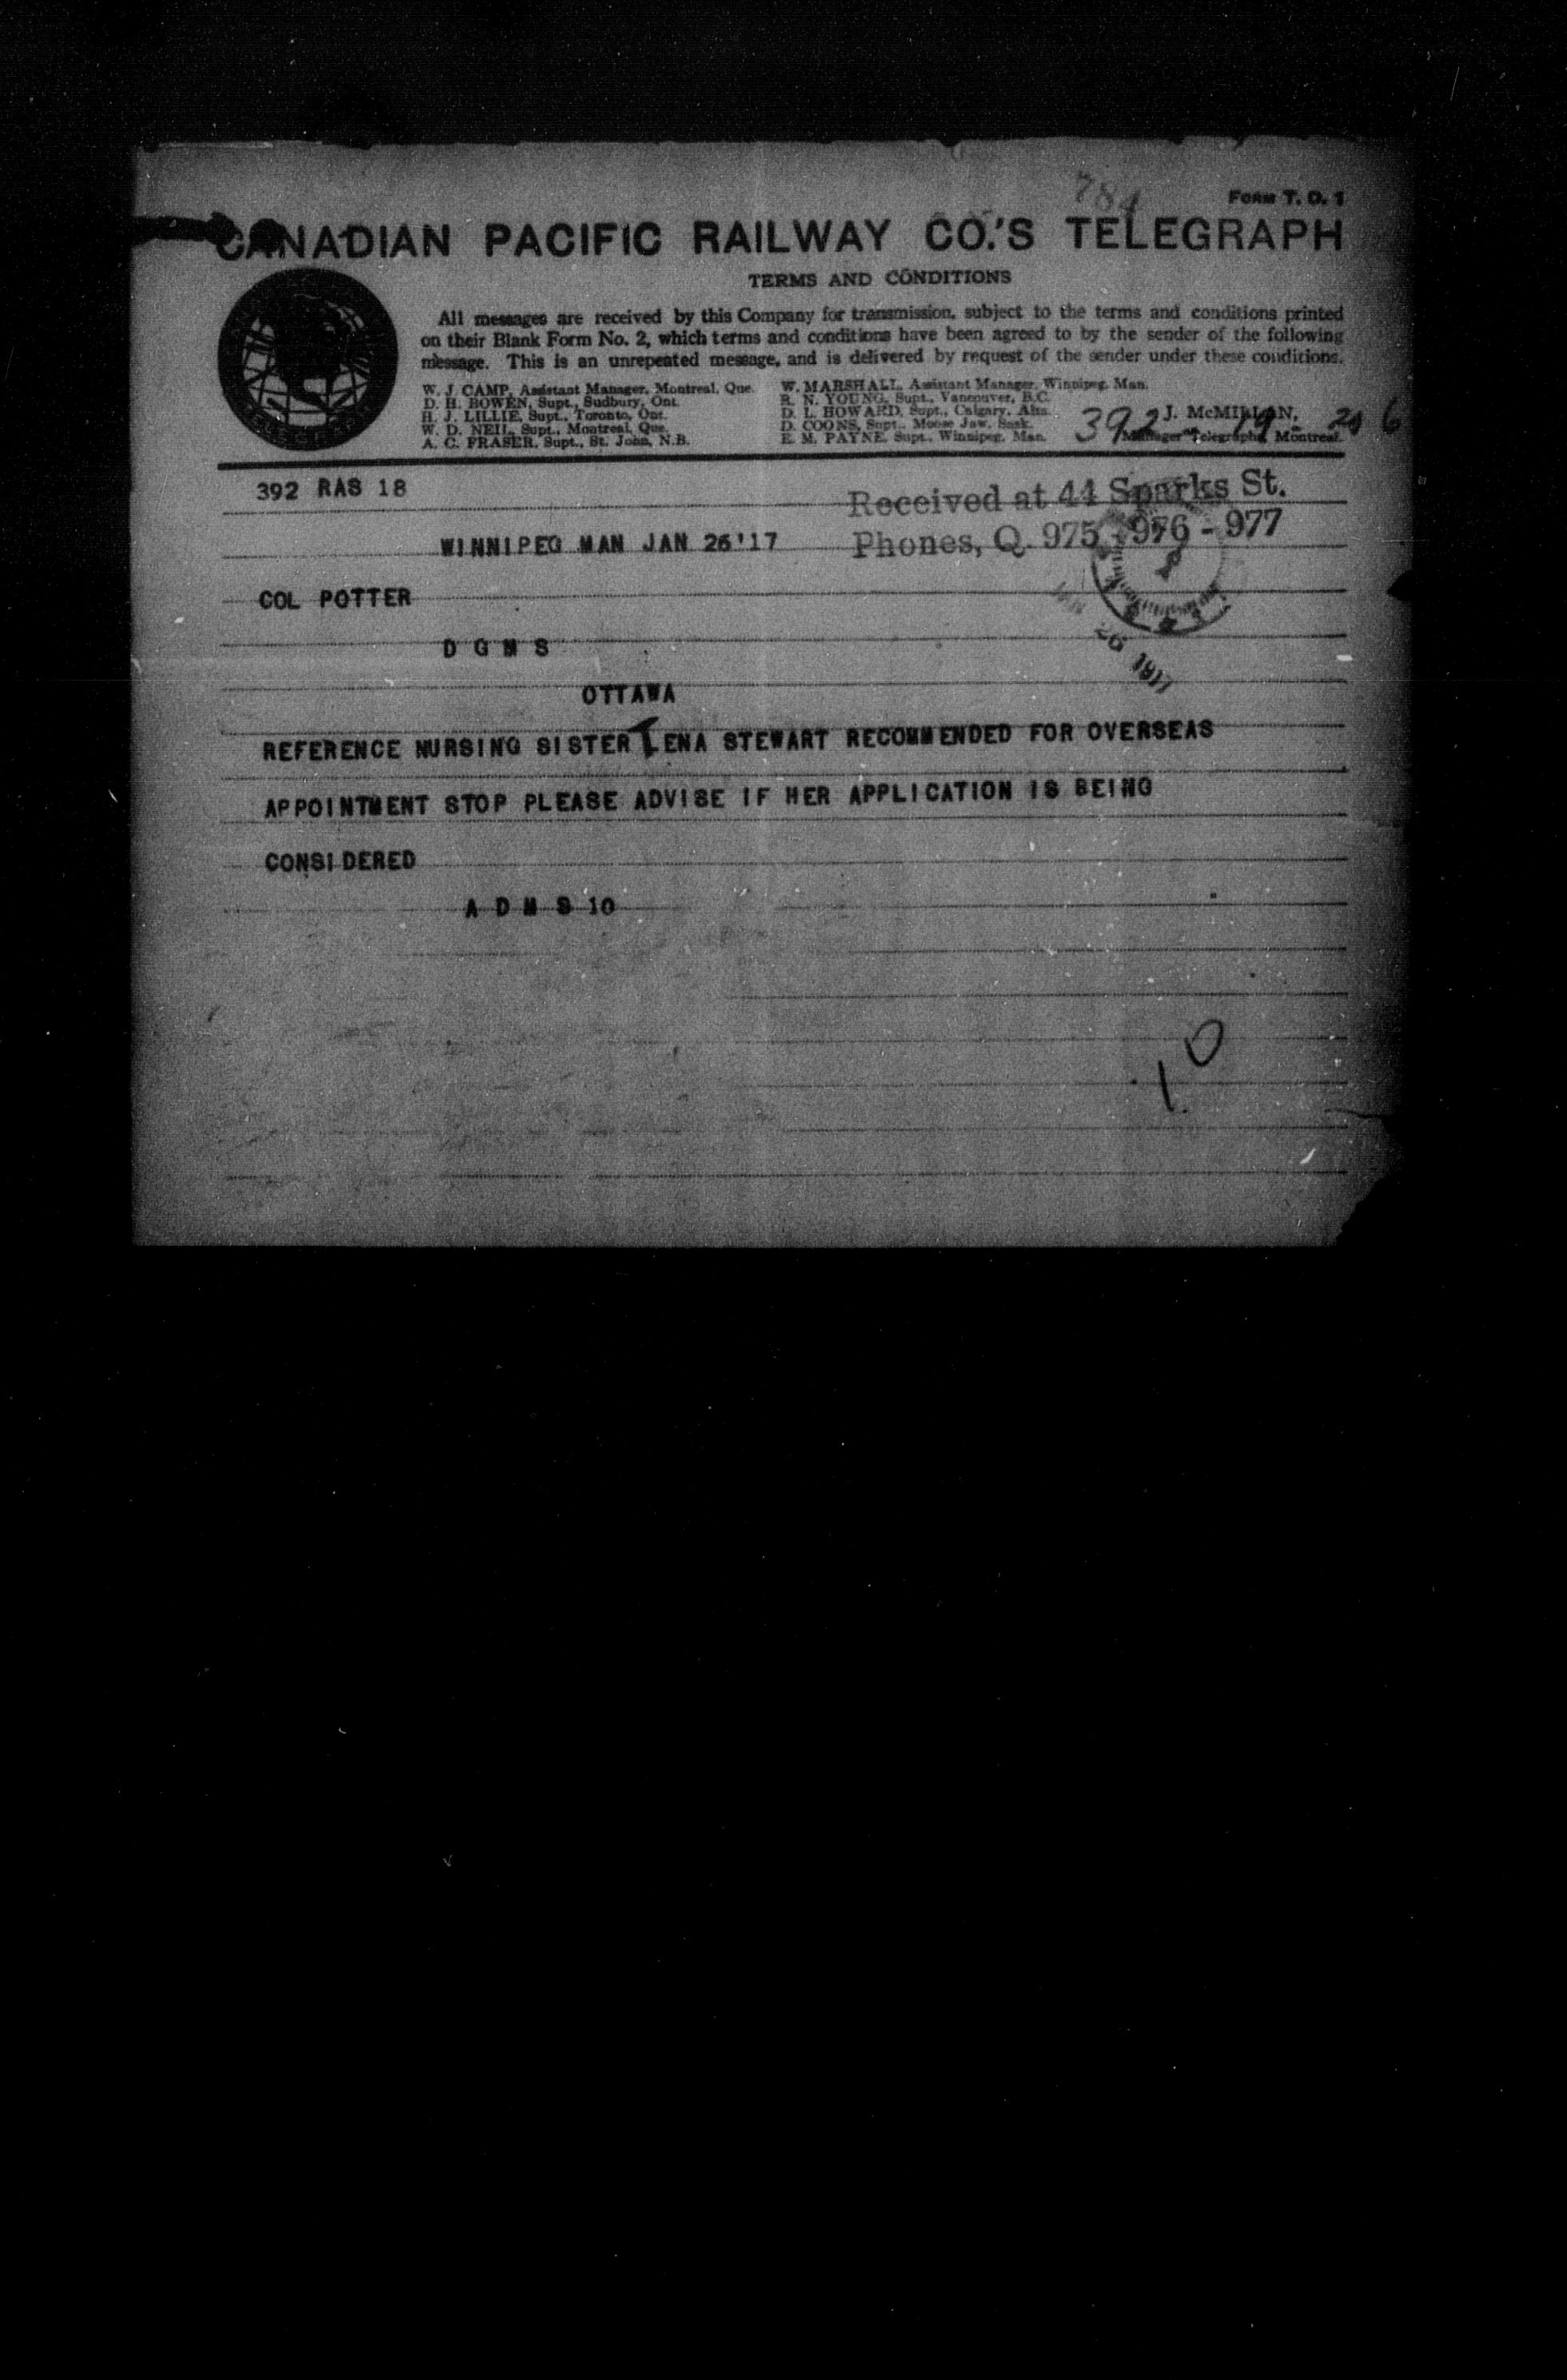 784
FORM T. D. 1
CANADIAN PACIFIC RAILWAY CO.'S TELEGRAPH
TERMS AND CONDITIONS
All messages are received by this Company for transmission, subject to the terms and conditions printed
on their Blank Form No. 2, which terms and conditions have been agreed to by the sender of the following
message. This is an unrepeated message, and is delivered by request of the sender under these conditions.
W. J. CAMP, Assistant Manager, Montreal, Que.
D. H. BOWEN, Supt., Sudbury, Ont.
H. J. LILLIE, Supt., Toronto, Ont.
W. D. NEIL, Supt., Montreal, Que.
A. C. FRASER, Supt., St. John, N.B.
W. MARSHALL, Assistant Manager, Winnipeg, Man.
R. N. YOUNG, Supt., Vancouver, B.C.
D. L. HOWARD, Supt., Calgary, Alta.
D. COONS, Supt., Moose Jaw, Sask.
E. M. PAYNE, Supt., Winnipeg, Man.
J. McMILLAN,
Manager Telegraphs, Montreal.
392 19 - 20 6
392 RAS 18
Received at 44 Sparks St.
WINNIPEG MAN JAN 26'17
Phones, Q. 975 - 976 - 977
COL POTTER
JAN 26 1917
D G M S
OTTAWA
REFERENCE NURSING SISTER LENA STEWART RECOMMENDED FOR OVERSEAS
APPOINTMENT STOP PLEASE ADVISE IF HER APPLICATION IS BEING
CONSIDERED
A D M S 10
10